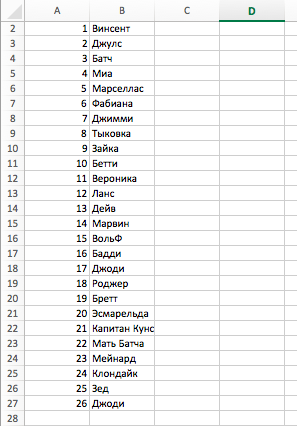 A B C D
2 1 Винсент
3 2 Джулс
4 3 Батч
5 4 Миа
6 5 Марселлас
7 6 Фабиана
8 7 Джимми
9 8 Тыковка
10 9 Зайка
11 10 Бетти
12 11 Вероника
13 12 Ланс
14 13 Дейв
15 14 Марвин
16 15 ВольФ
17 16 Бадди
18 17 Джоди
19 18 Роджер
20 19 Бретт
21 20 Эсмарельда
22 21 Капитан Кунс
23 22 Мать Батча
24 23 Мейнард
25 24 Клондайк
26 25 Зед
27 26 Джоди
28